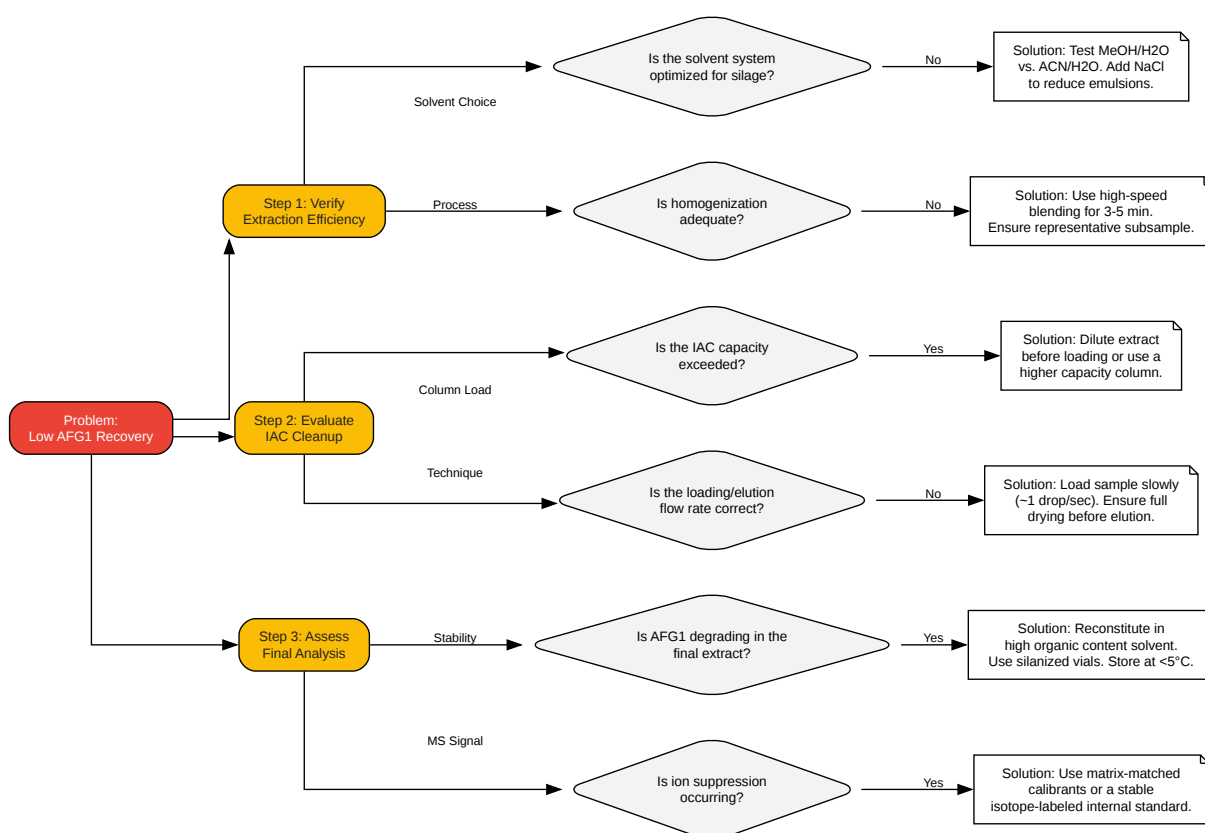 Is the solvent system
optimized for silage?
No
Solution: Test MeOH/H2O
vs. ACN/H2O. Add NaCl
to reduce emulsions.
Solvent Choice
Step 1: Verify
Extraction Efficiency
Process
Is homogenization
adequate?
No
Solution: Use high-speed
blending for 3-5 min.
Ensure representative subsample.
Is the IAC capacity
exceeded?
Yes
Solution: Dilute extract
before loading or use a
higher capacity column.
Column Load
Problem:
Low AFG1 Recovery
Step 2: Evaluate
IAC Cleanup
Technique
Is the loading/elution
flow rate correct?
No
Solution: Load sample slowly
(~1 drop/sec). Ensure full
drying before elution.
Step 3: Assess
Final Analysis
Stability
Is AFG1 degrading in the
final extract?
Yes
Solution: Reconstitute in
high organic content solvent.
Use silanized vials. Store at <5°C.
MS Signal
Is ion suppression
occurring?
Yes
Solution: Use matrix-matched
calibrants or a stable
isotope-labeled internal standard.